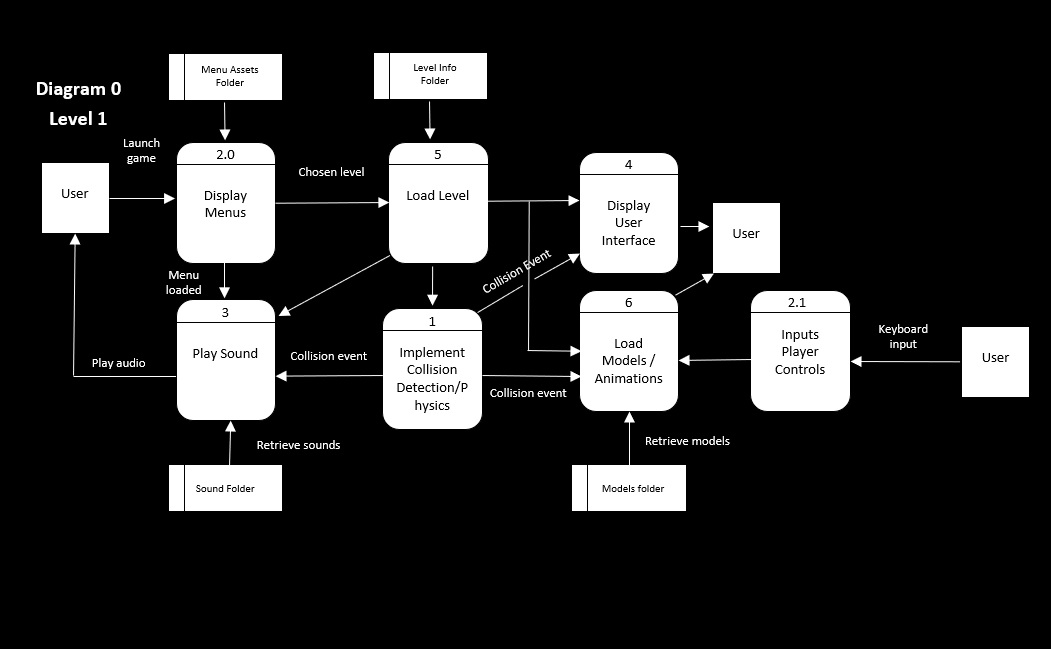 Menu Assets
Folder
Level Info
Folder
Diagram 0
Level 1
Launch
game
2.0
5
Chosen level
4
User
Display
Menus
Load Level
Display
User
Interface
User
Collision Event
Menu
loaded
3
1
6
2.1
Play Sound
Implement
Collision
Detection/P
hysics
Load
Models /
Animations
Inputs
Player
Controls
Keyboard
input
User
Play audio
Collision event
Collision event
Retrieve sounds
Retrieve models
Sound Folder
Models folder